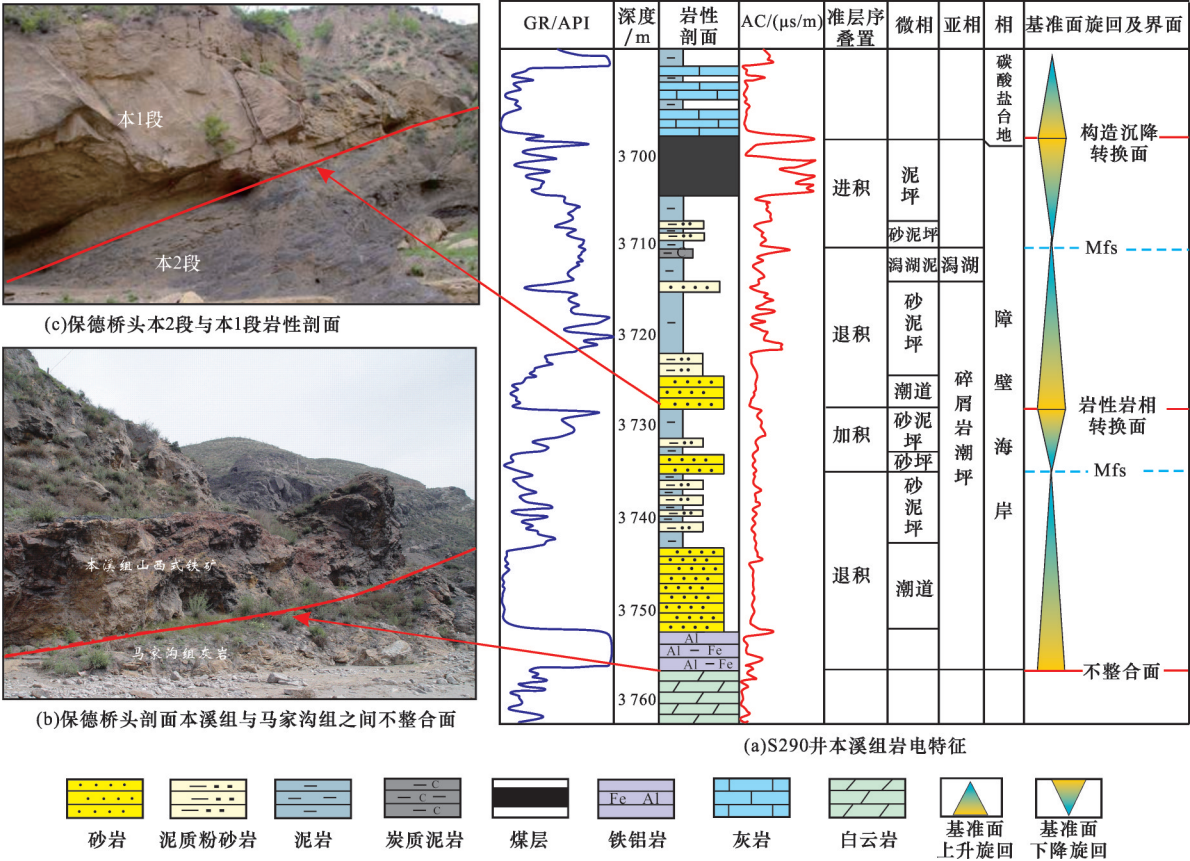 本1段
本2段
(c)保德桥头本2段与本1段岩性剖面
本溪组山西式铁矿
马家沟组灰岩
(b)保德桥头剖面本溪组与马家沟组之间不整合面
GR/API
深度
/m
岩性
剖面
AC/(μs/m)
准层序
叠置
微相
亚相
相
基准面旋回及界面
3 700
3 710
3 720
3 730
3 740
3 750
3 760
C
Al
Al Fe
Al Fe
进积
退积
加积
退积
泥
坪
砂泥坪
潟湖泥
砂
泥
坪
潮道
砂泥
坪
砂坪
砂
泥
坪
潮道
潟湖
碎
屑
岩
潮
坪
碳
酸
盐
台
地
障
壁
海
岸
构造沉降
转换面
Mfs
岩性岩相
转换面
Mfs
不整合面
(a)S290井本溪组岩电特征
砂岩
泥质粉砂岩
C
C
C
炭质泥岩
泥岩
煤层
Fe Al
铁铝岩
灰岩
白云岩
基准面
上升旋回
基准面
下降旋回